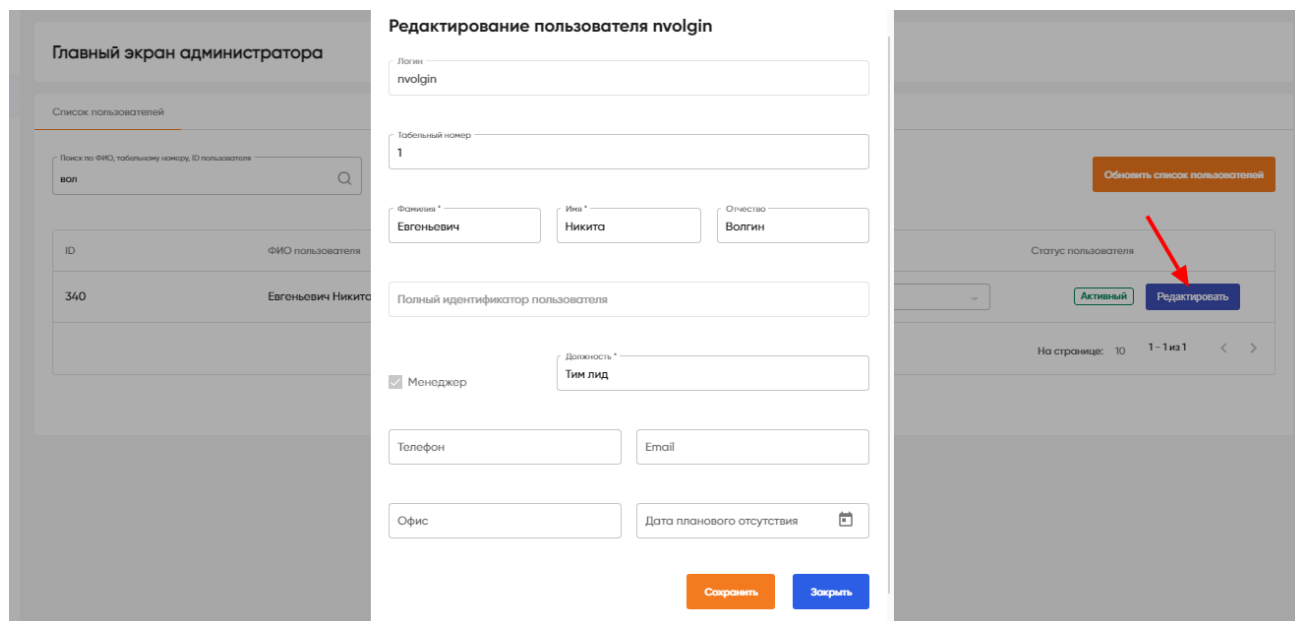 Редактирование пользователя nvolgin
Главный экран администратора
Логин
nvolgin
Список пользователей
Табельный номер
1
Поиск по ФИО, табельному номеру, ID пользователя
вол
Обновить список пользователей
Фамилия * Имя * Отчество
Евгеньевич Никита Волгин
ID ФИО пользователя Статус пользователя
340 Евгеньевич Никита Активный Редактировать
Полный идентификатор пользователя
На странице: 10 1 - 1 из 1
Должность *
Тим лид
Менеджер
Телефон Email
Офис Дата планового отсутствия
Сохранить Закрыть